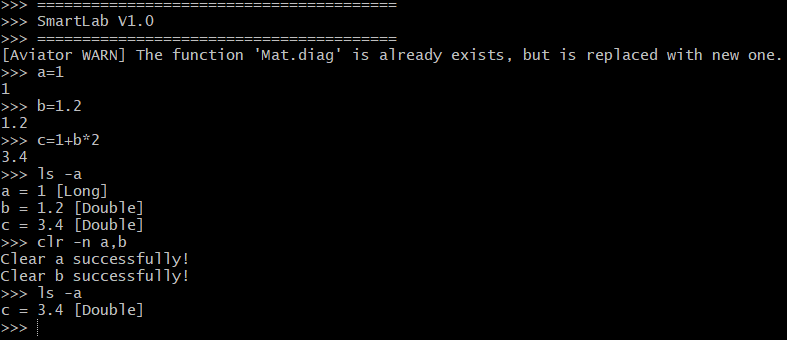 >>> ========================================
>>> SmartLab V1.0
>>> ========================================
[Aviator WARN] The function 'Mat.diag' is already exists, but is replaced with new one.
>>> a=1
1
>>> b=1.2
1.2
>>> c=1+b*2
3.4
>>> ls -a
a = 1 [Long]
b = 1.2 [Double]
c = 3.4 [Double]
>>> clr -n a,b
Clear a successfully!
Clear b successfully!
>>> ls -a
c = 3.4 [Double]
>>>